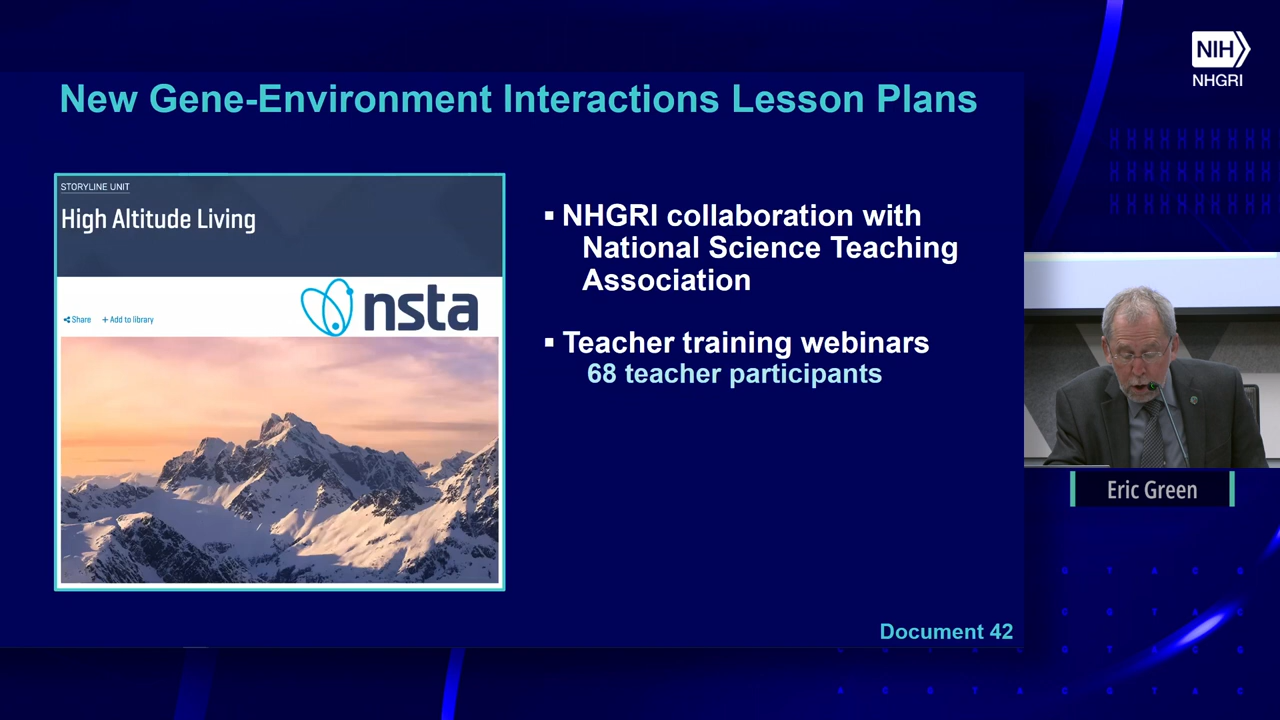 NIH
NHGRI
New Gene-Environment Interactions Lesson Plans
STORYLINE UNIT
High Altitude Living
nsta
Share + Add to library
▪ NHGRI collaboration with
National Science Teaching
Association
▪ Teacher training webinars
68 teacher participants
Eric Green
Document 42